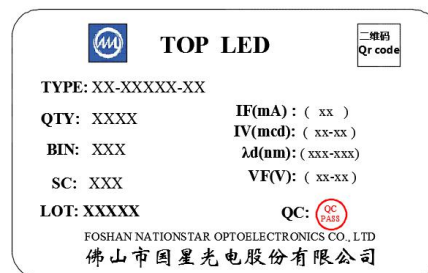 TOP LED
二维码
Qr code
TYPE: XX-XXXXX-XX
QTY: XXXX
IF(mA) : ( xx )
BIN: XXX
IV(mcd): ( xx-xx )
λd(nm): ( xxx-xxx)
SC: XXX
VF(V): ( xx-xx )
LOT: XXXXX
QC: QC PASS
FOSHAN NATIONSTAR OPTOELECTRONICS CO., LTD
佛山市国星光电股份有限公司